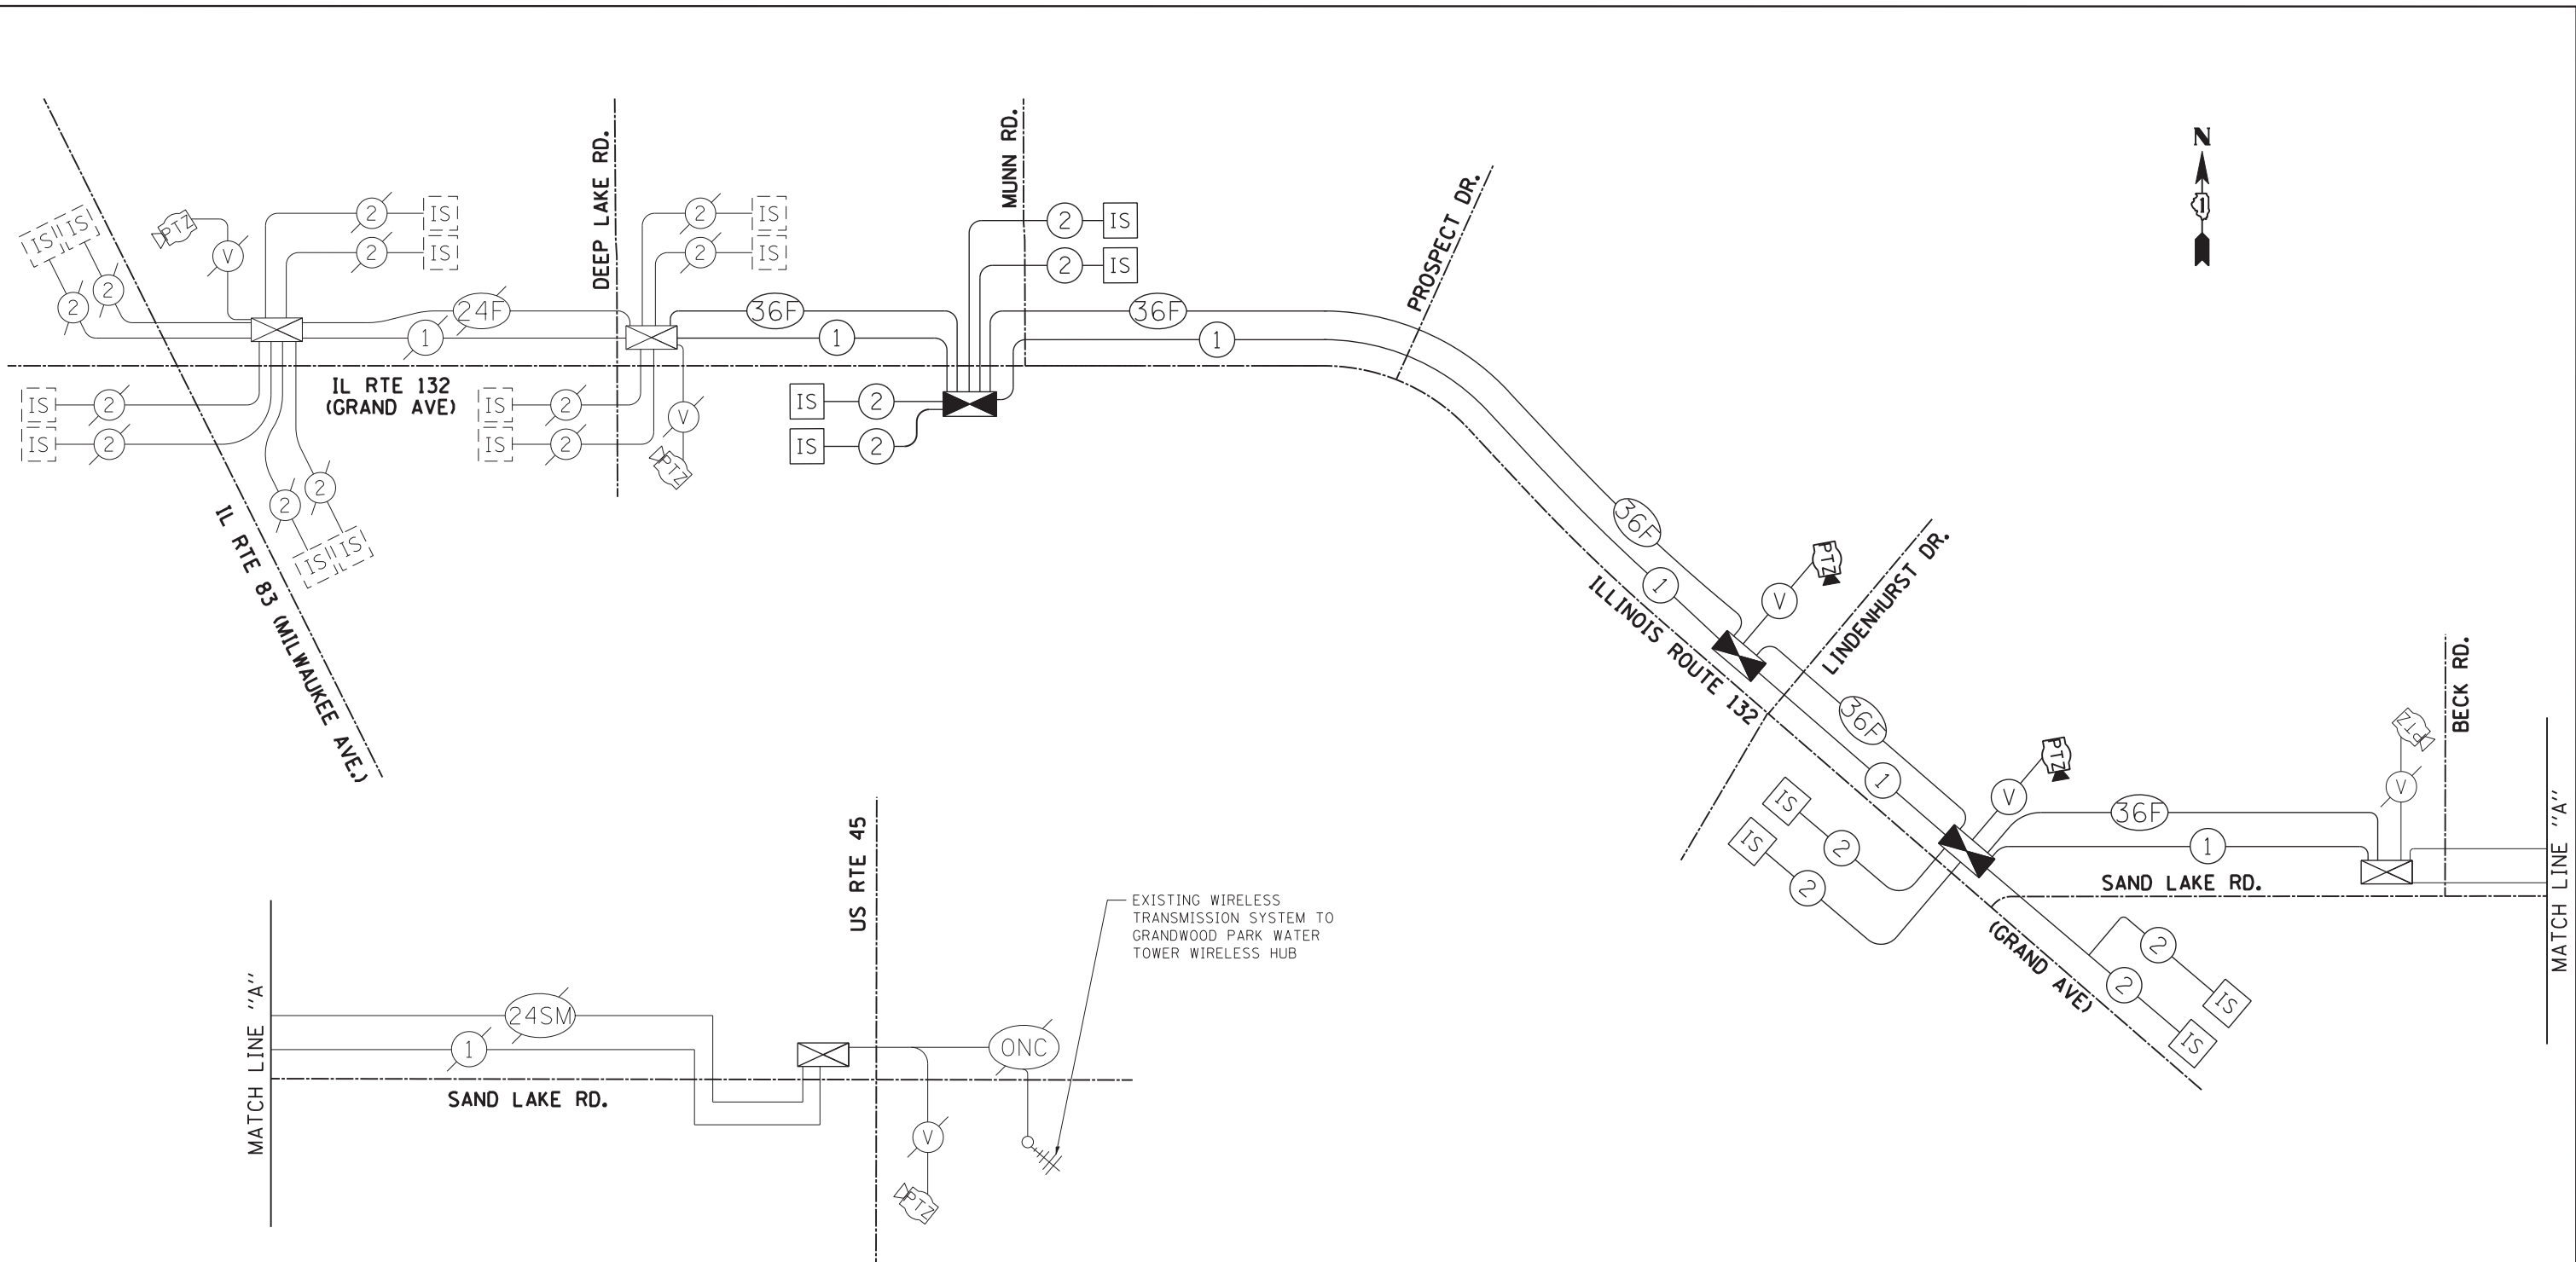 N
1
MUNN RD.
DEEP LAKE RD.
PROSPECT DR.
IS
IS
PTZ
V
2
2
2
IS
2
IS
2
IS
2
IS
2
IS
2
IS
24F
1
36F
1
36F
1
IL RTE 132
(GRAND AVE)
IS
2
IS
2
IS
2
IS
2
V
PTZ
IS
2
IS
2
2
2
IS
IS
IL RTE 83 (MILWAUKEE AVE.)
36F
1
V
PTZ
ILLINOIS ROUTE 132
LINDENHURST DR.
36F
1
V
PTZ
IS
2
IS
2
36F
1
V
PTZ
BECK RD.
SAND LAKE RD.
MATCH LINE "A"
(GRAND AVE)
2
IS
2
IS
US RTE 45
EXISTING WIRELESS
TRANSMISSION SYSTEM TO
GRANDWOOD PARK WATER
TOWER WIRELESS HUB
MATCH LINE "A"
24SM
1
ONC
SAND LAKE RD.
V
PTZ